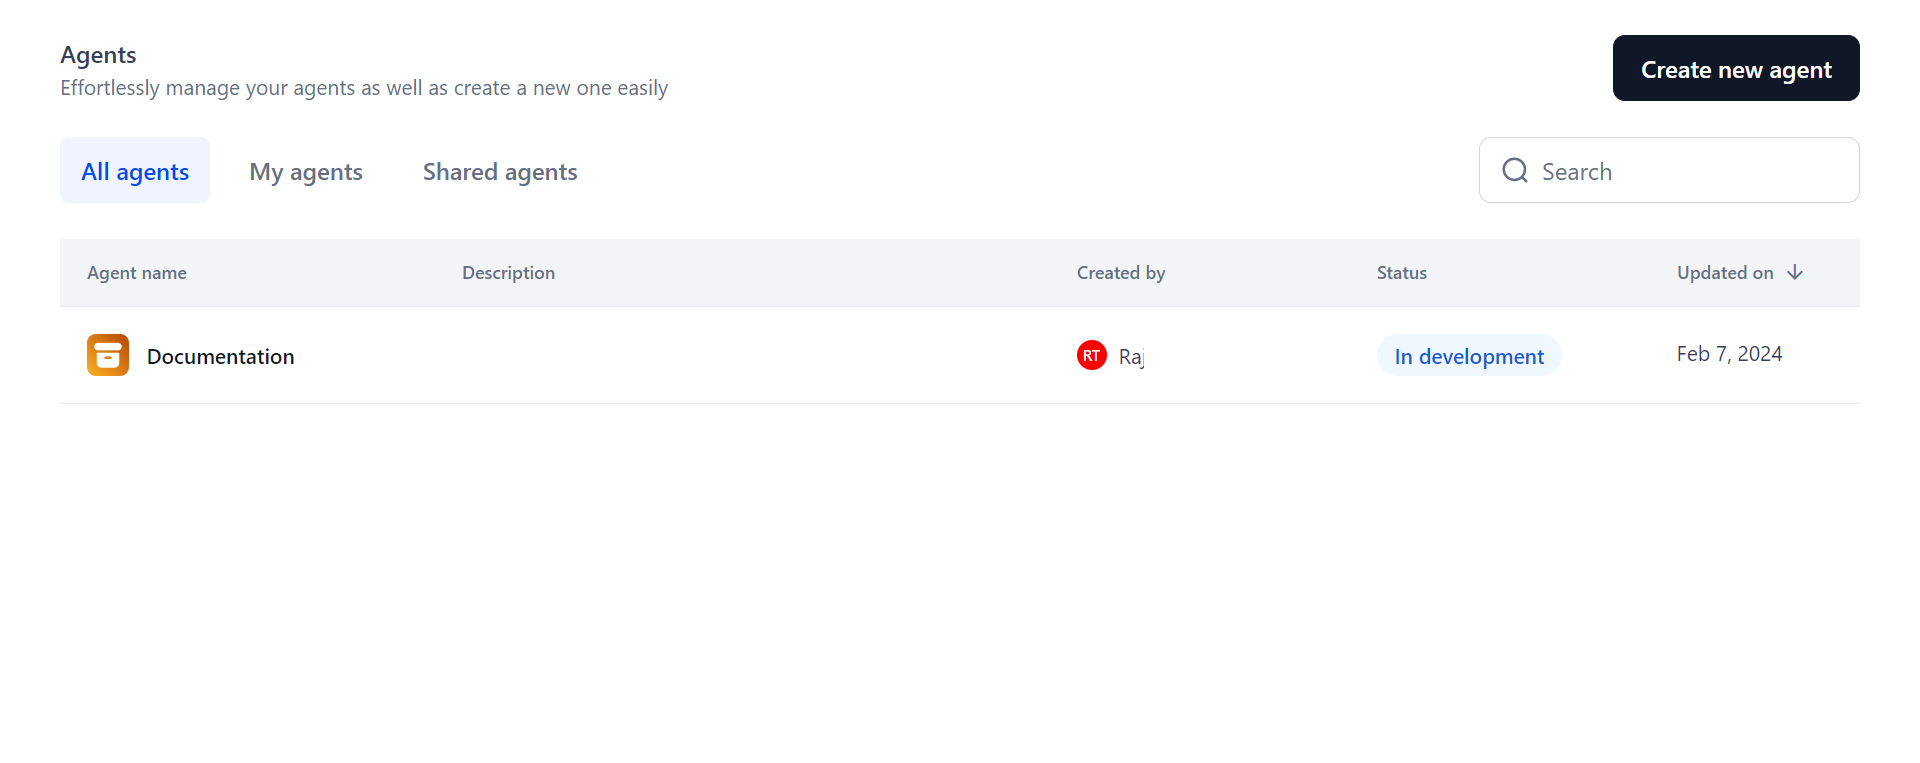 Agents
Effortlessly manage your agents as well as create a new one easily
Create new agent
All agents My agents Shared agents
Search
Agent name Description Created by Status Updated on
Documentation RT Raj In development Feb 7, 2024